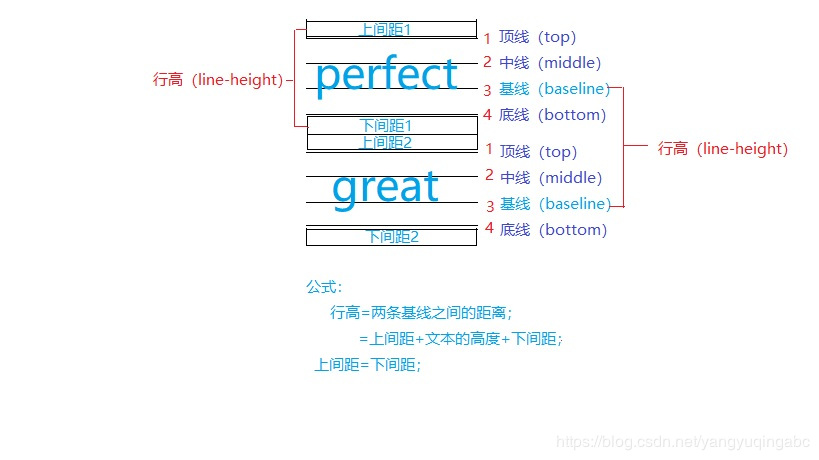 上间距1
1 顶线（top）
perfect
2 中线（middle）
行高（line-height）
3 基线（baseline）
4 底线（bottom）
下间距1
上间距2
1 顶线（top）
行高（line-height）
great
2 中线（middle）
3 基线（baseline）
4 底线（bottom）
下间距2
公式：
行高=两条基线之间的距离；
=上间距+文本的高度+下间距；
上间距=下间距；
https://blog.csdn.net/yangyuqingabc